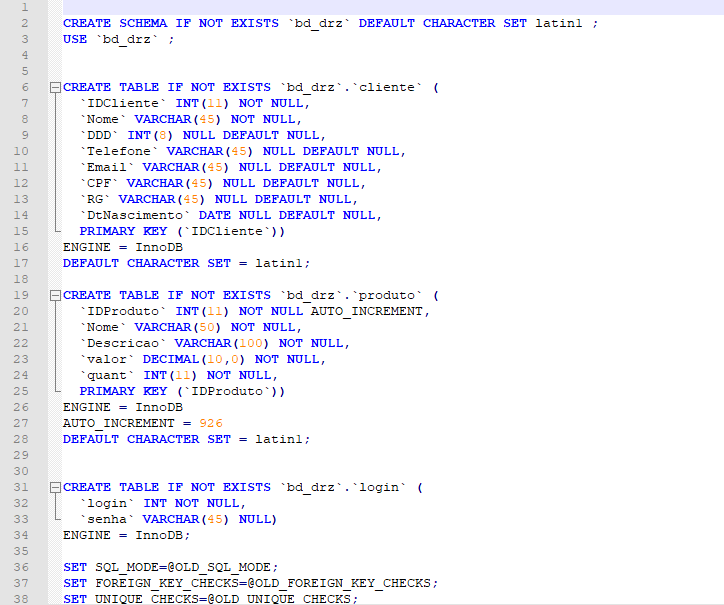 1
2 CREATE SCHEMA IF NOT EXISTS `bd_drz` DEFAULT CHARACTER SET latin1 ;
3 USE `bd_drz` ;
4
5
6 CREATE TABLE IF NOT EXISTS `bd_drz`.`cliente` (
7 `IDCliente` INT(11) NOT NULL,
8 `Nome` VARCHAR(45) NOT NULL,
9 `DDD` INT(8) NULL DEFAULT NULL,
10 `Telefone` VARCHAR(45) NULL DEFAULT NULL,
11 `Email` VARCHAR(45) NULL DEFAULT NULL,
12 `CPF` VARCHAR(45) NULL DEFAULT NULL,
13 `RG` VARCHAR(45) NULL DEFAULT NULL,
14 `DtNascimento` DATE NULL DEFAULT NULL,
15 PRIMARY KEY (`IDCliente`))
16 ENGINE = InnoDB
17 DEFAULT CHARACTER SET = latin1;
18
19 CREATE TABLE IF NOT EXISTS `bd_drz`.`produto` (
20 `IDProduto` INT(11) NOT NULL AUTO_INCREMENT,
21 `Nome` VARCHAR(50) NOT NULL,
22 `Descricao` VARCHAR(100) NOT NULL,
23 `valor` DECIMAL(10,0) NOT NULL,
24 `quant` INT(11) NOT NULL,
25 PRIMARY KEY (`IDProduto`))
26 ENGINE = InnoDB
27 AUTO_INCREMENT = 926
28 DEFAULT CHARACTER SET = latin1;
29
30
31 CREATE TABLE IF NOT EXISTS `bd_drz`.`login` (
32 `login` INT NOT NULL,
33 `senha` VARCHAR(45) NULL)
34 ENGINE = InnoDB;
35
36 SET SQL_MODE=@OLD_SQL_MODE;
37 SET FOREIGN_KEY_CHECKS=@OLD_FOREIGN_KEY_CHECKS;
38 SET UNIQUE_CHECKS=@OLD_UNIQUE_CHECKS;